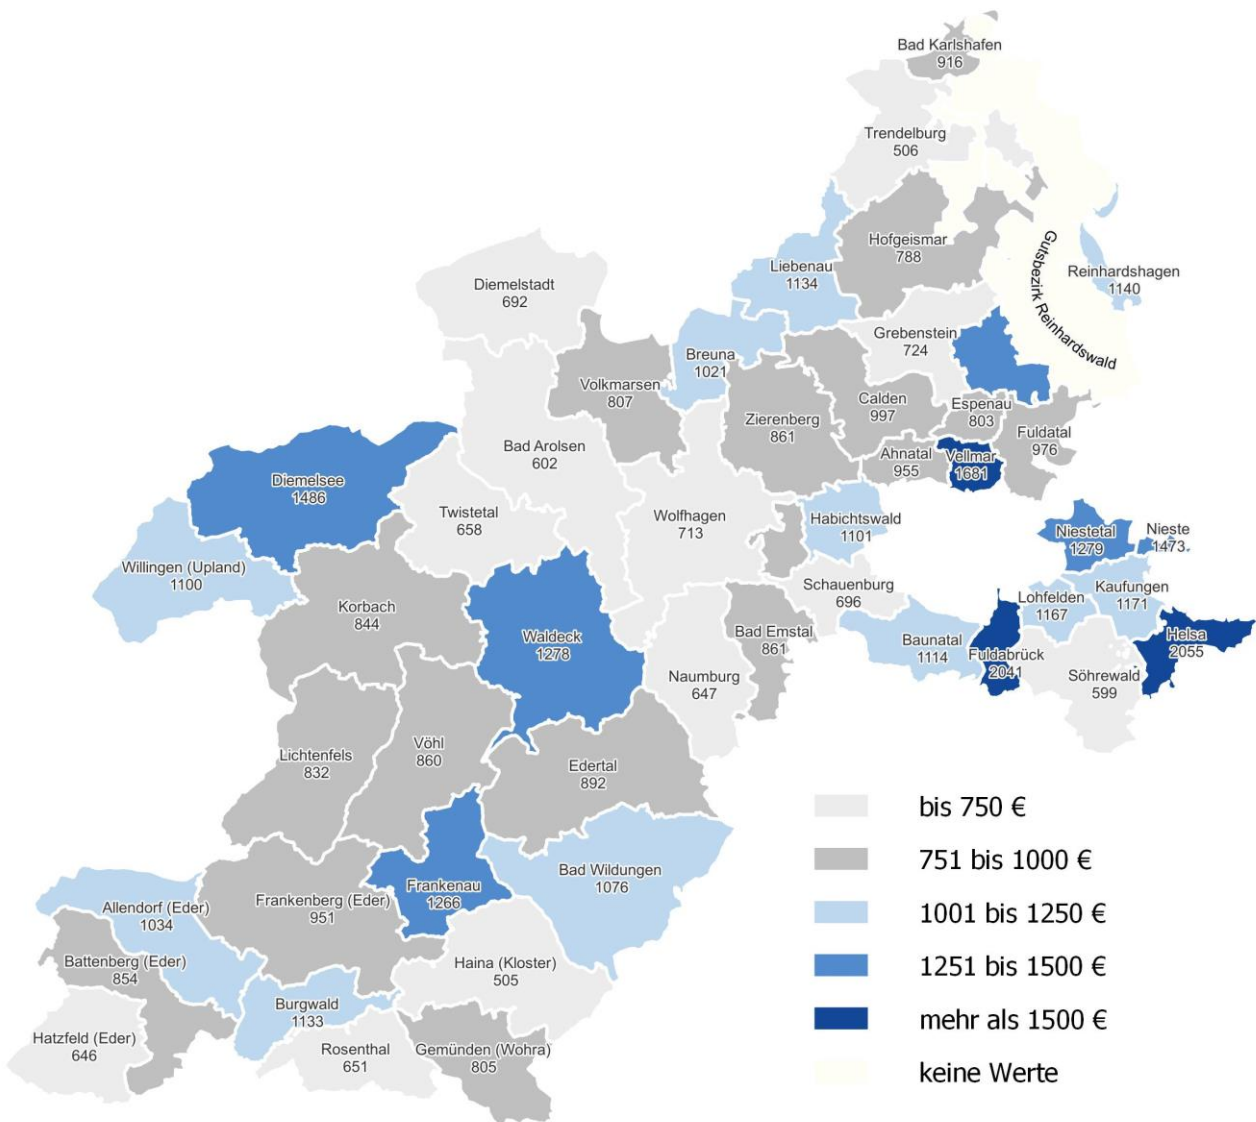 Bad Karlshafen
916
Trendelburg
506
Hofgeismar
788
Liebenau
1134
Reinhardshagen
1140
Gutsbezirk Reinhardswald
Diemelstadt
692
Grebenstein
724
Breuna
1021
Volkmarsen
807
Calden
997
Espenau
803
Zierenberg
861
Fuldatal
976
Bad Arolsen
602
Ahnatal
955
Vellmar
1681
Diemelsee
1486
Twistetal
658
Wolfhagen
713
Habichtswald
1101
Niestetal
1279
Nieste
1473
Willingen (Upland)
1100
Schauenburg
696
Kaufungen
1171
Lohfelden
1167
Korbach
844
Waldeck
1278
Bad Emstal
861
Baunatal
1114
Fuldabrück
2041
Helsa
2055
Naumburg
647
Söhrewald
599
Lichtenfels
832
Vöhl
860
Edertal
892
Bad Wildungen
1076
Frankenau
1266
Frankenberg (Eder)
951
Allendorf (Eder)
1034
Battenberg (Eder)
854
Haina (Kloster)
505
Burgwald
1133
Hatzfeld (Eder)
646
Rosenthal
651
Gemünden (Wohra)
805
bis 750 €
751 bis 1000 €
1001 bis 1250 €
1251 bis 1500 €
mehr als 1500 €
keine Werte